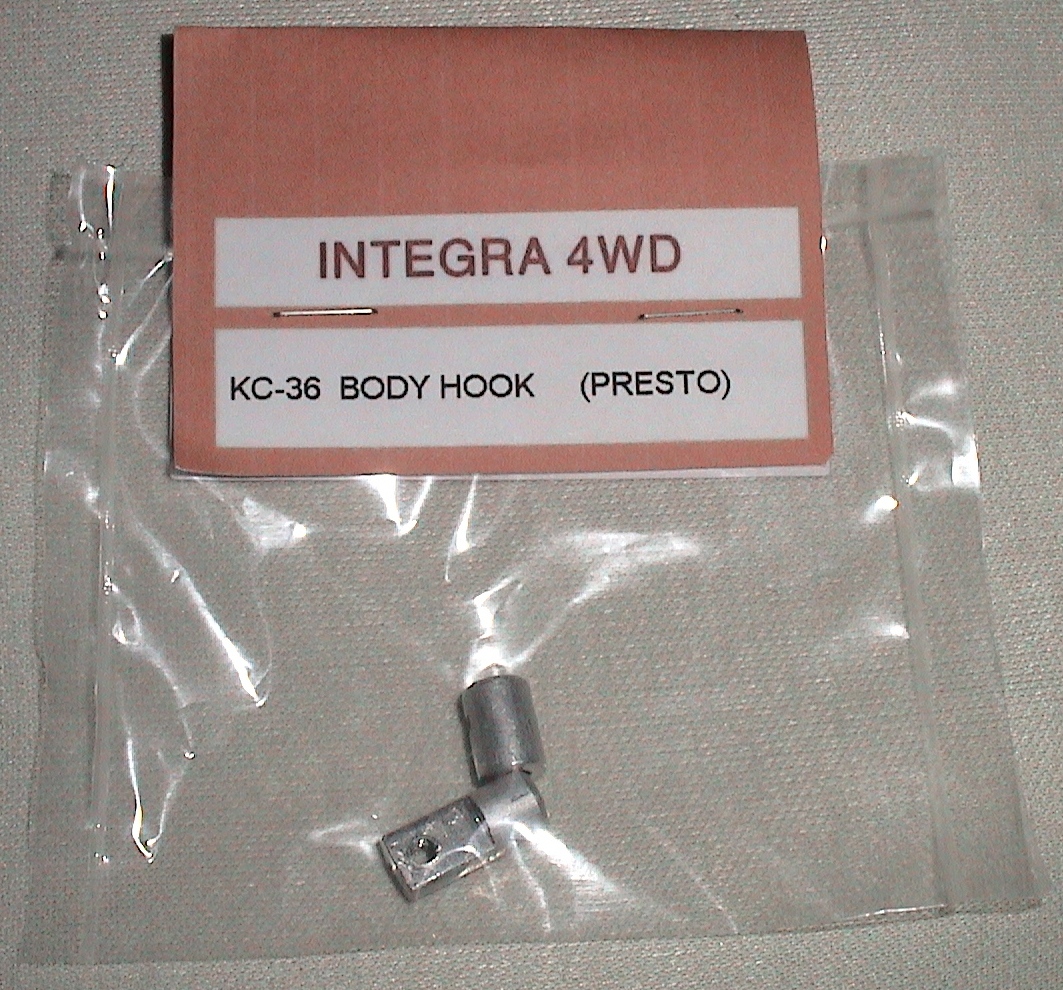 INTEGRA 4WD
KC-36 BODY HOOK (PRESTO)